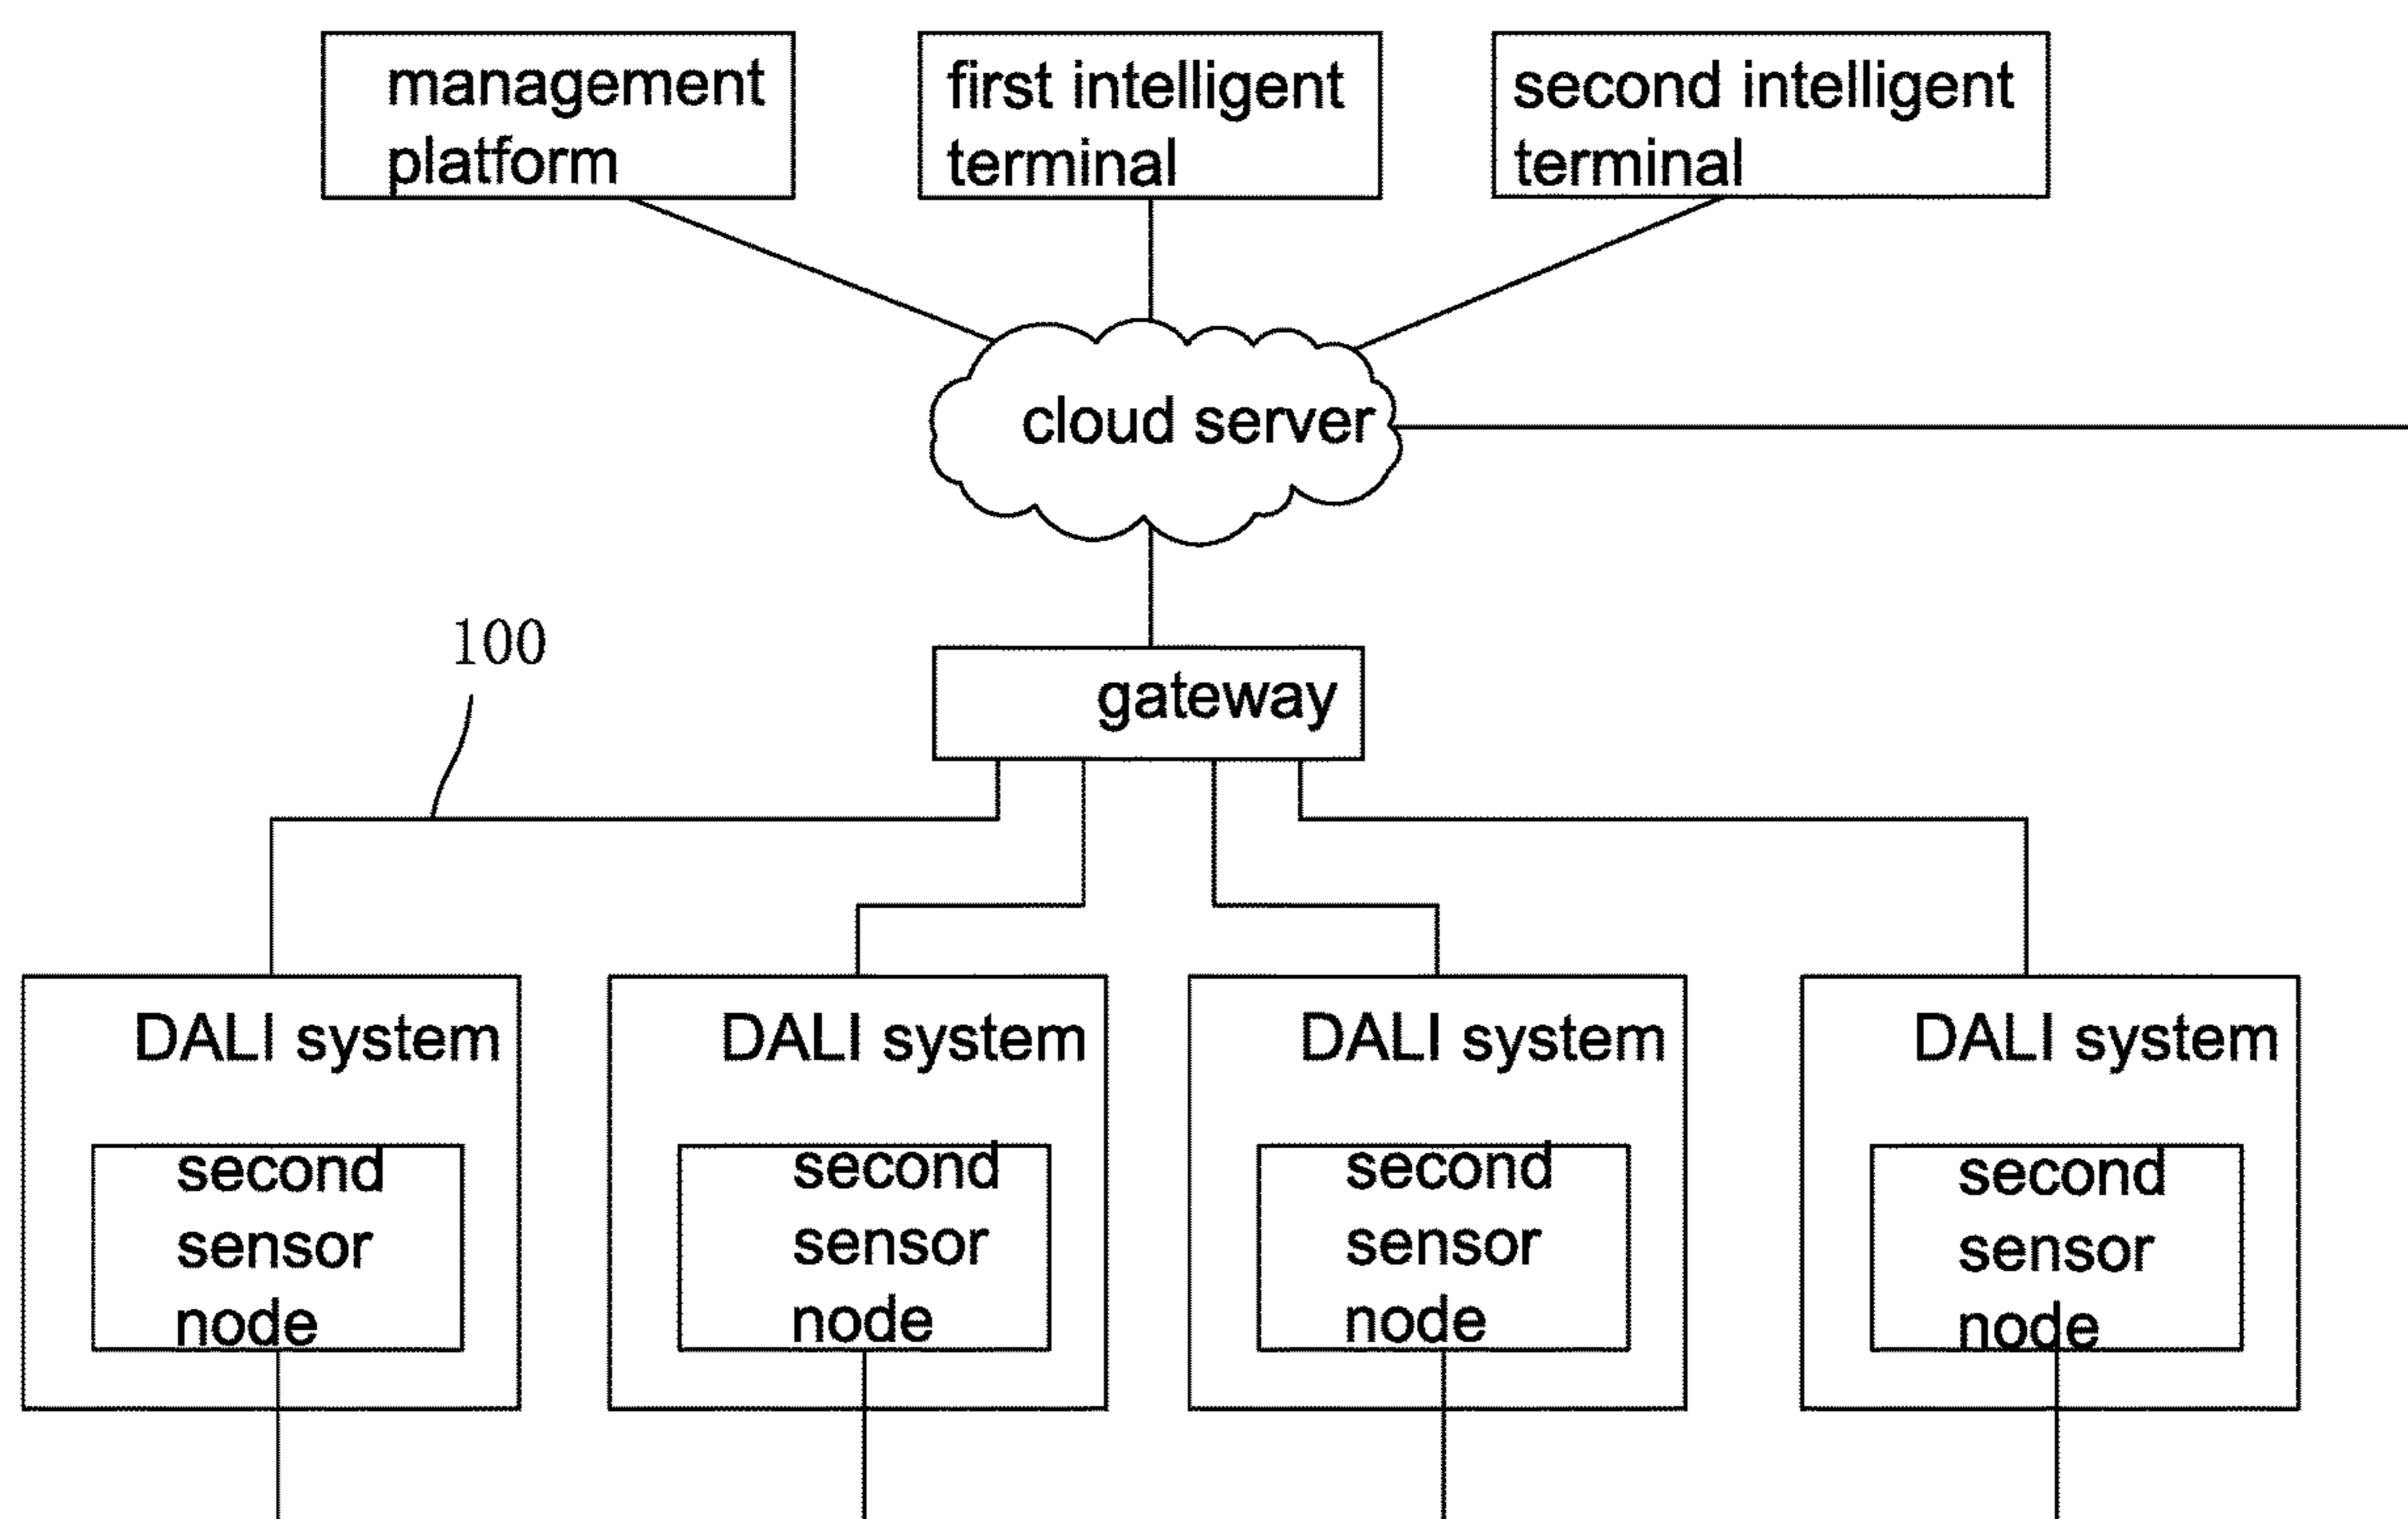 management
platform
first intelligent
terminal
second intelligent
terminal
cloud server
100
gateway
DALI system
second
sensor
node
DALI system
second
sensor
node
DALI system
second
sensor
node
DALI system
second
sensor
node